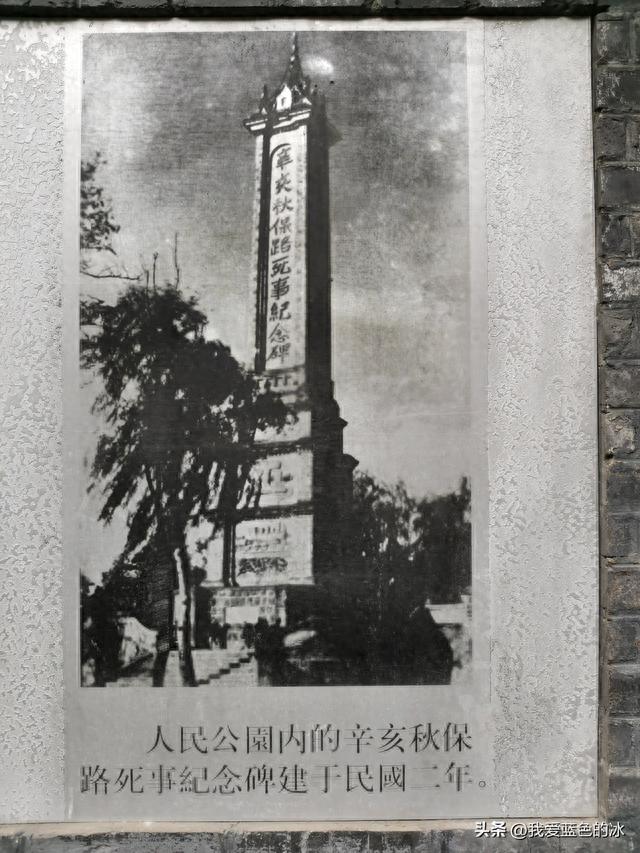 辛亥秋保路死事紀念碑
人民公園内的辛亥秋保
路死事紀念碑建于民國二年。
头条 @我爱蓝色的冰